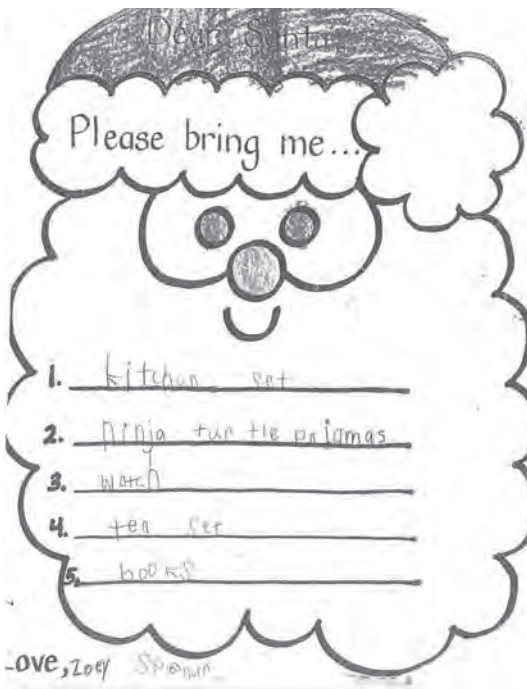 Dear Santa,
Please bring me...
1. kitchen set
2. ninja turtle pajamas
3. watch
4. tea set
5. books
Love, Zoey